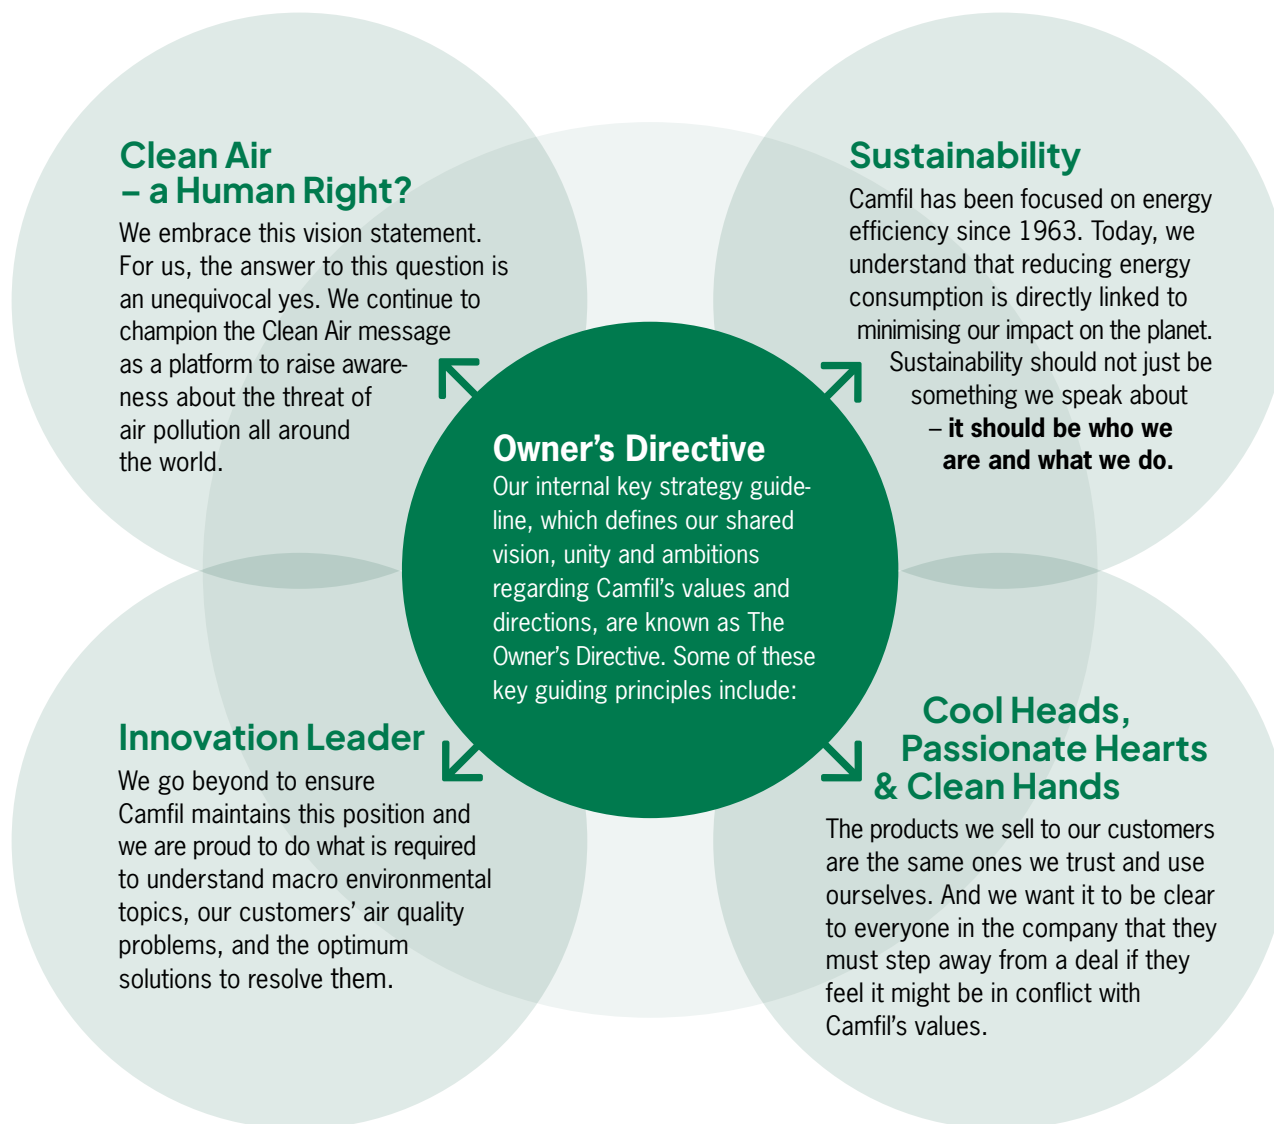 Clean Air
– a Human Right?
We embrace this vision statement.
For us, the answer to this question is
an unequivocal yes. We continue to
champion the Clean Air message
as a platform to raise aware-
ness about the threat of
air pollution all around
the world.
Sustainability
Camfil has been focused on energy
efficiency since 1963. Today, we
understand that reducing energy
consumption is directly linked to
minimising our impact on the planet.
Sustainability should not just be
something we speak about
– it should be who we
are and what we do.
Owner’s Directive
Our internal key strategy guide-
line, which defines our shared
vision, unity and ambitions
regarding Camfil’s values and
directions, are known as The
Owner’s Directive. Some of these
key guiding principles include:
Innovation Leader
We go beyond to ensure
Camfil maintains this position and
we are proud to do what is required
to understand macro environmental
topics, our customers’ air quality
problems, and the optimum
solutions to resolve them.
Cool Heads,
Passionate Hearts
& Clean Hands
The products we sell to our customers
are the same ones we trust and use
ourselves. And we want it to be clear
to everyone in the company that they
must step away from a deal if they
feel it might be in conflict with
Camfil’s values.